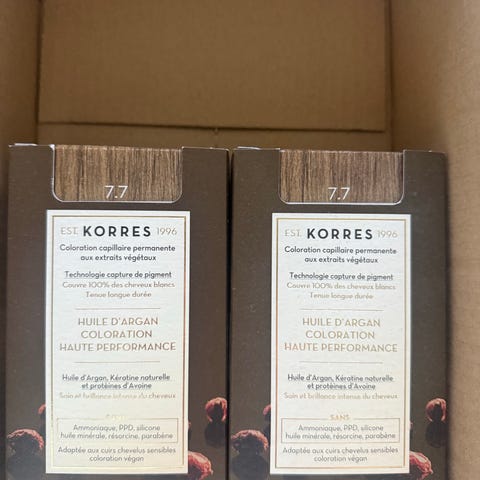 7.7
EST. KORRES 1996
Coloration capillaire permanente
aux extraits végétaux
Technologie capture de pigment
Couvre 100% des cheveux blancs
Tenue longue durée
HUILE D'ARGAN
COLORATION
HAUTE PERFORMANCE
Huile d'Argan, Kératine naturelle
et protéines d'Avoine
Soin et brillance intense du cheveux
SANS
Ammoniaque, PPD, silicone
huile minérale, résorcine, parabène
Adaptée aux cuirs chevelus sensibles
coloration végan
7.7
EST. KORRES 1996
Coloration capillaire permanente
aux extraits végétaux
Technologie capture de pigment
Couvre 100% des cheveux blancs
Tenue longue durée
HUILE D'ARGAN
COLORATION
HAUTE PERFORMANCE
Huile d'Argan, Kératine naturelle
et protéines d'Avoine
Soin et brillance intense du cheveux
SANS
Ammoniaque, PPD, silicone
huile minérale, résorcine, parabène
Adaptée aux cuirs chevelus sensibles
coloration végan